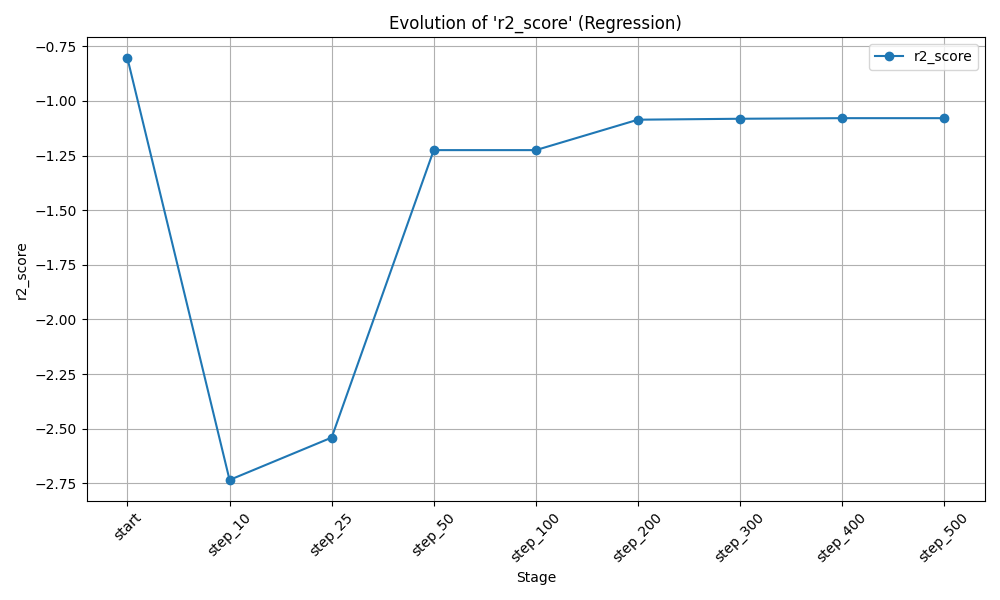 Evolution of 'r2_score' (Regression)
r2_score
−0.75
−1.00
−1.25
−1.50
−1.75
−2.00
−2.25
−2.50
−2.75
r2_score
start
step_10
step_25
step_50
step_100
step_200
step_300
step_400
step_500
Stage